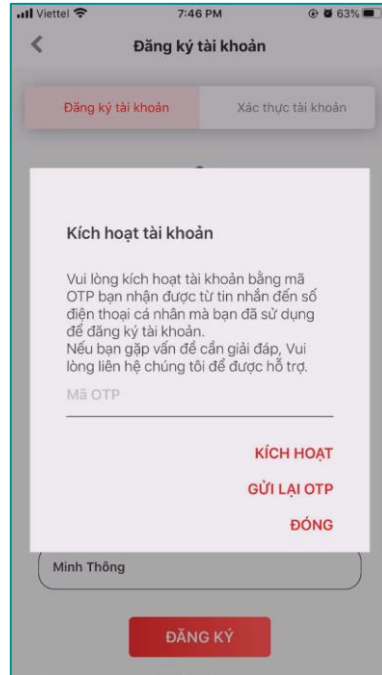 Viettel 7:46 PM 63%
Đăng ký tài khoản
Đăng ký tài khoản Xác thực tài khoản
Kích hoạt tài khoản
Vui lòng kích hoạt tài khoản bằng mã
OTP bạn nhận được từ tin nhắn đến số
điện thoại cá nhân mà bạn đã sử dụng
để đăng ký tài khoản.
Nếu bạn gặp vấn đề cần giải đáp, Vui
lòng liên hệ chúng tôi để được hỗ trợ.
Mã OTP
KÍCH HOẠT
GỬI LẠI OTP
ĐÓNG
Minh Thông
ĐĂNG KÝ